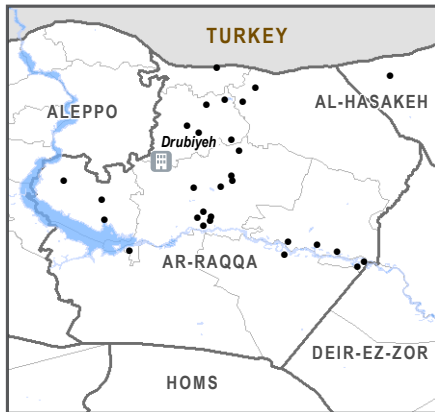 TURKEY
ALEPPO
AL-HASAKEH
Drubiyeh
AR-RAQQA
DEIR-EZ-ZOR
HOMS